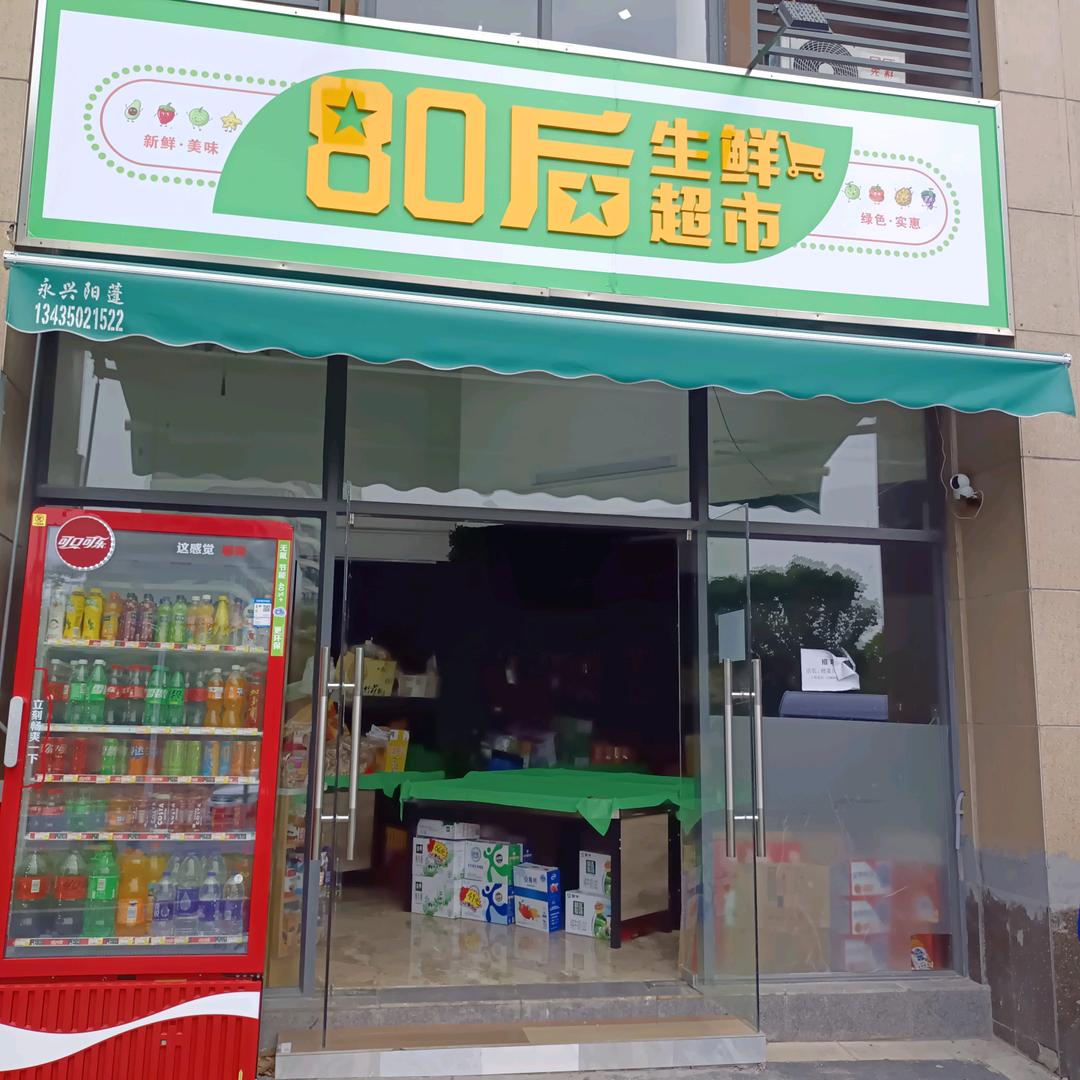 80后
生鲜
超市
新鲜·美味
绿色·实惠
永兴阳蓬
13435021522
可口可乐
这感觉
立刻畅爽一下